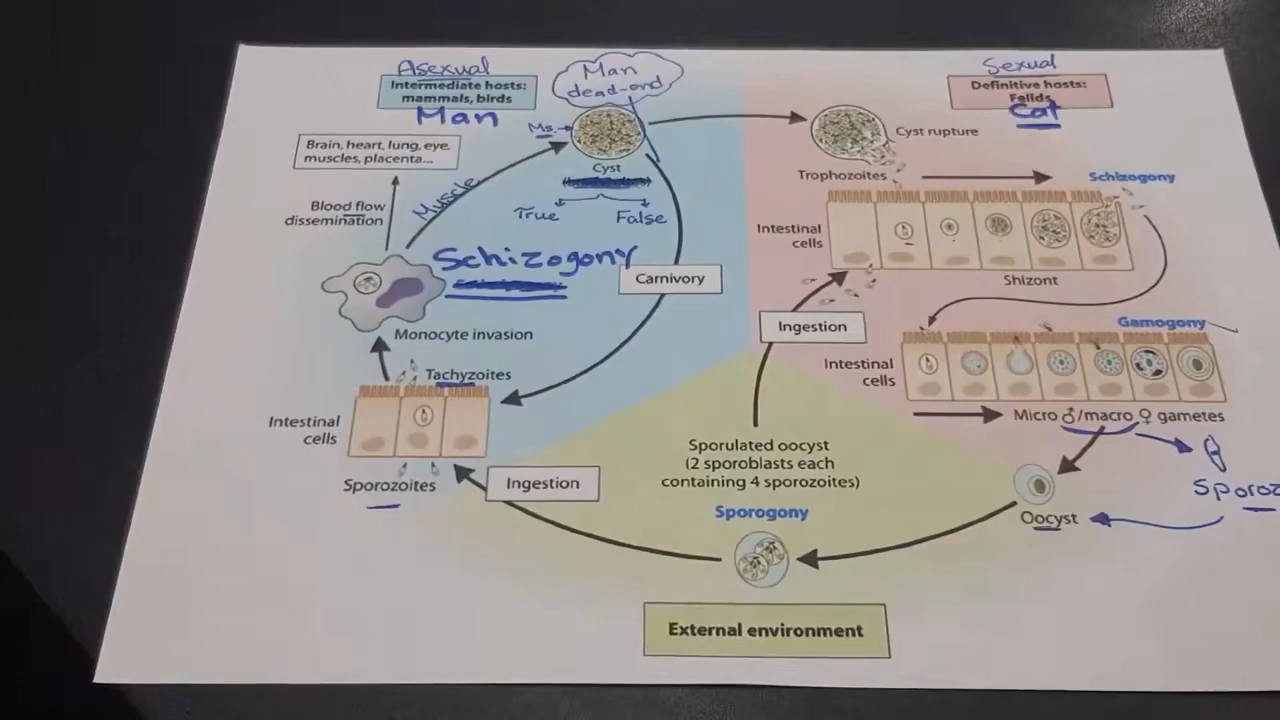 Asexual
Intermediate hosts:
mammals, birds
Man
Man
dead-end
Ms.
Cyst
True
False
Brain, heart, lung, eye,
muscles, placenta...
Blood flow
dissemination
Muscle
Schizogony
Monocyte invasion
Carnivory
Tachyzoites
Intestinal
cells
Sporozoites
Ingestion
Sexual
Definitive hosts:
Felids
Cat
Cyst rupture
Trophozoites
Schizogony
Intestinal
cells
Shizont
Ingestion
Gamogony
Intestinal
cells
Micro ♂/macro ♀ gametes
Sporoz
Oocyst
Sporulated oocyst
(2 sporoblasts each
containing 4 sporozoites)
Sporogony
External environment